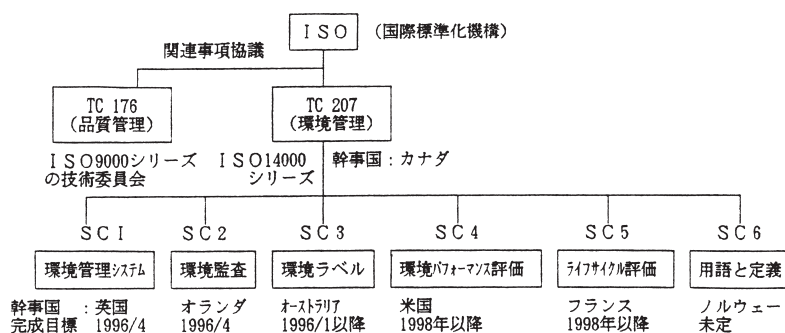 ISO (国際標準化機構)
関連事項協議
TC 176 TC 207
(品質管理) (環境管理)
ISO9000シリーズ ISO14000 幹事国:カナダ
の技術委員会 シリーズ
SC1 SC2 SC3 SC4 SC5 SC6
環境管理システム 環境監査 環境ラベル 環境パフォーマンス評価 ライフサイクル評価 用語と定義
幹事国 :英国 オランダ オーストラリア 米国 フランス ノルウェー
完成目標 1996/4 1996/4 1996/1以降 1998年以降 1998年以降 未定